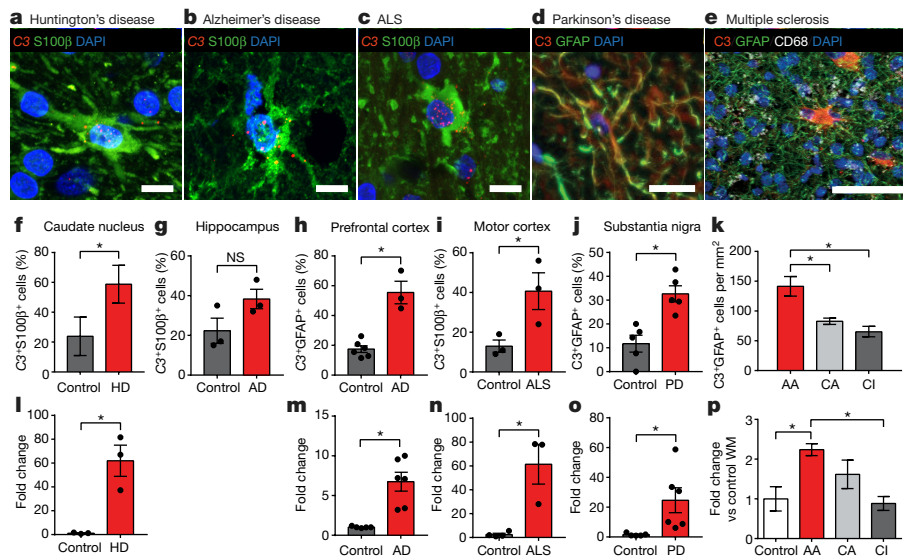 a Huntington's disease
b Alzheimer's disease
c ALS
d Parkinson's disease
e Multiple sclerosis
C3 S100β DAPI
C3 S100β DAPI
C3 S100β DAPI
C3 GFAP DAPI
C3 GFAP CD68 DAPI
f Caudate nucleus
C3+S100β+ cells (%)
80
60
40
20
0
*
Control HD
g Hippocampus
C3+S100β+ cells (%)
60
40
20
0
NS
Control AD
h Prefrontal cortex
C3+GFAP+ cells (%)
80
60
40
20
0
*
Control AD
i Motor cortex
C3+S100β+ cells (%)
60
40
20
0
*
Control ALS
j Substantia nigra
C3+GFAP+ cells (%)
50
40
30
20
10
0
*
Control PD
k
C3+GFAP+ cells per mm2
200
150
100
50
0
*
*
AA CA CI
l
Fold change
100
80
60
40
20
0
*
Control HD
m
Fold change
15
10
5
0
*
Control AD
n
Fold change
100
80
60
40
20
0
*
Control ALS
o
Fold change
80
60
40
20
0
*
Control PD
p
Fold change
vs control WM
3
2
1
0
*
*
Control AA CA CI